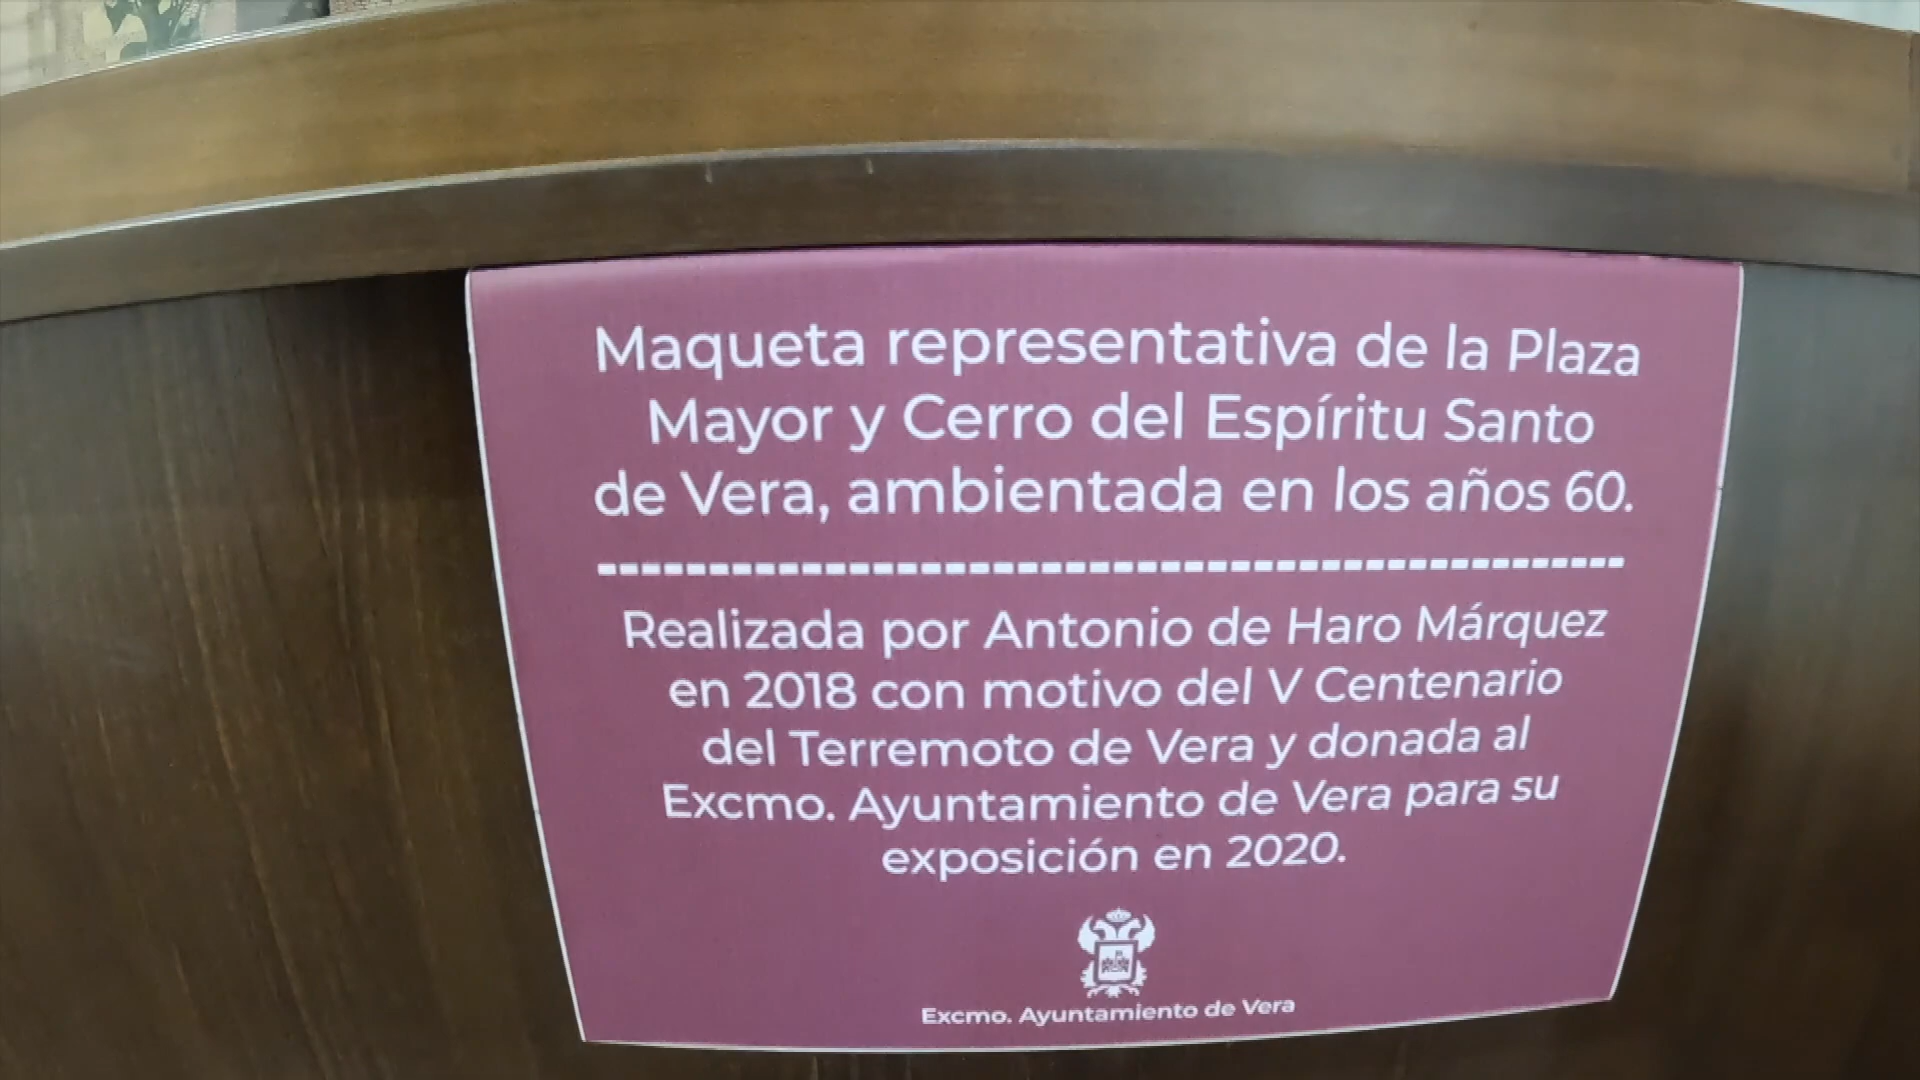 Maqueta representativa de la Plaza
Mayor y Cerro del Espíritu Santo
de Vera, ambientada en los años 60.
Realizada por Antonio de Haro Márquez
en 2018 con motivo del V Centenario
del Terremoto de Vera y donada al
Excmo. Ayuntamiento de Vera para su
exposición en 2020.
Excmo. Ayuntamiento de Vera